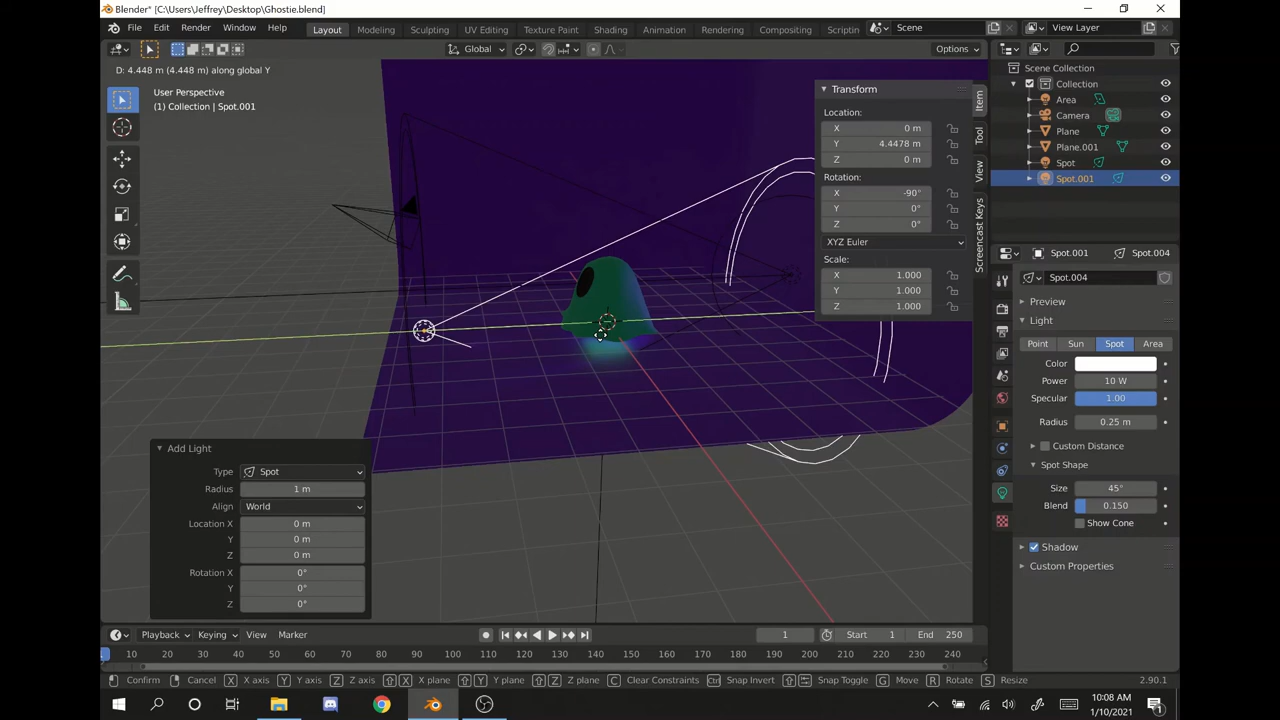 Blender* [C:\Users\Jeffrey\Desktop\Ghostie.blend]
File Edit Render Window Help Layout Modeling Sculpting UV Editing Texture Paint Shading Animation Rendering Compositing Scriptin Scene View Layer
Global Options
D: 4.448 m (4.448 m) along global Y
User Perspective
(1) Collection | Spot.001
Transform
Location:
X 0 m
Y 4.4478 m
Z 0 m
Rotation:
X -90°
Y 0°
Z 0°
XYZ Euler
Scale:
X 1.000
Y 1.000
Z 1.000
Item
Tool
View
Screencast Keys
Scene Collection
Collection
Area
Camera
Plane
Plane.001
Spot
Spot.001
Spot.001 Spot.004
Spot.004
Preview
Light
Point Sun Spot Area
Color
Power 10 W
Specular 1.00
Radius 0.25 m
Custom Distance
Spot Shape
Size 45°
Blend 0.150
Show Cone
Shadow
Custom Properties
Add Light
Type Spot
Radius 1 m
Align World
Location X 0 m
Y 0 m
Z 0 m
Rotation X 0°
Y 0°
Z 0°
Playback Keying View Marker 1 Start 1 End 250
10 20 30 40 50 60 70 80 90 100 110 120 130 140 150 160 170 180 190 200 210 220 230 240
Confirm Cancel X X axis Y Y axis Z Z axis X X plane Y Y plane Z Z plane C Clear Constraints Ctrl Snap Invert Snap Toggle G Move R Rotate S Resize 2.90.1
10:08 AM
1/10/2021
1